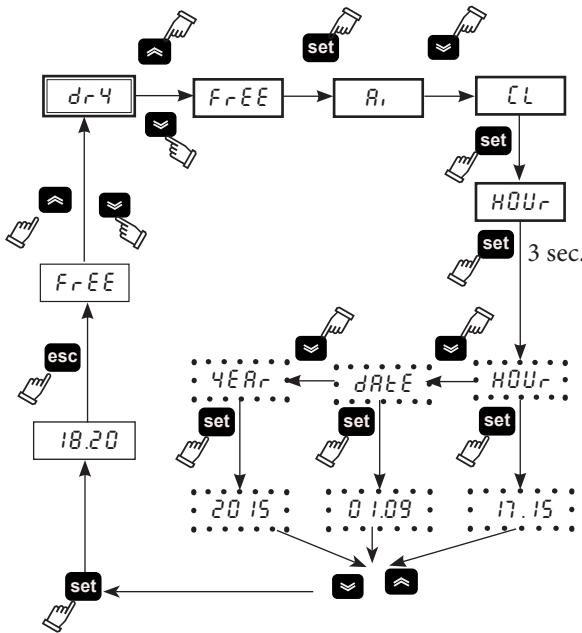 set
dr4
FrEE
Ai
CL
set
HOUr
set
3 sec.
FrEE
YEAr
dAtE
HOUr
esc
set
set
set
18.20
2015
01.09
17.15
set